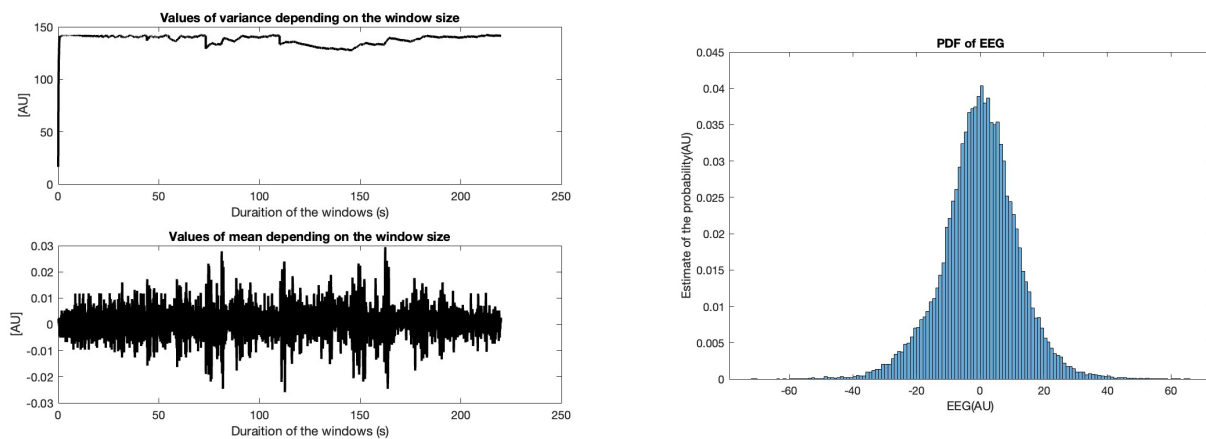 Values of variance depending on the window size
150
100
50
0
[AU]
0 50 100 150 200 250
Duraition of the windows (s)
Values of mean depending on the window size
0.03
0.02
0.01
0
-0.01
-0.02
-0.03
[AU]
0 50 100 150 200 250
Duraition of the windows (s)
PDF of EEG
0.045
0.04
0.035
0.03
0.025
0.02
0.015
0.01
0.005
0
Estimate of the probability(AU)
-60 -40 -20 0 20 40 60
EEG(AU)